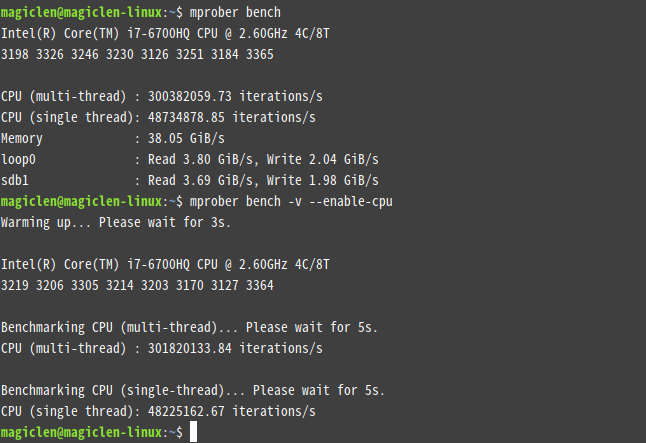 magiclen@magiclen-linux:~$ mprober bench
Intel(R) Core(TM) i7-6700HQ CPU @ 2.60GHz 4C/8T
3198 3326 3246 3230 3126 3251 3184 3365
CPU (multi-thread) : 300382059.73 iterations/s
CPU (single thread): 48734878.85 iterations/s
Memory             : 38.05 GiB/s
loop0              : Read 3.80 GiB/s, Write 2.04 GiB/s
sdb1               : Read 3.69 GiB/s, Write 1.98 GiB/s
magiclen@magiclen-linux:~$ mprober bench -v --enable-cpu
Warming up... Please wait for 3s.
Intel(R) Core(TM) i7-6700HQ CPU @ 2.60GHz 4C/8T
3219 3206 3305 3214 3203 3170 3127 3364
Benchmarking CPU (multi-thread)... Please wait for 5s.
CPU (multi-thread) : 301820133.84 iterations/s
Benchmarking CPU (single-thread)... Please wait for 5s.
CPU (single thread): 48225162.67 iterations/s
magiclen@magiclen-linux:~$